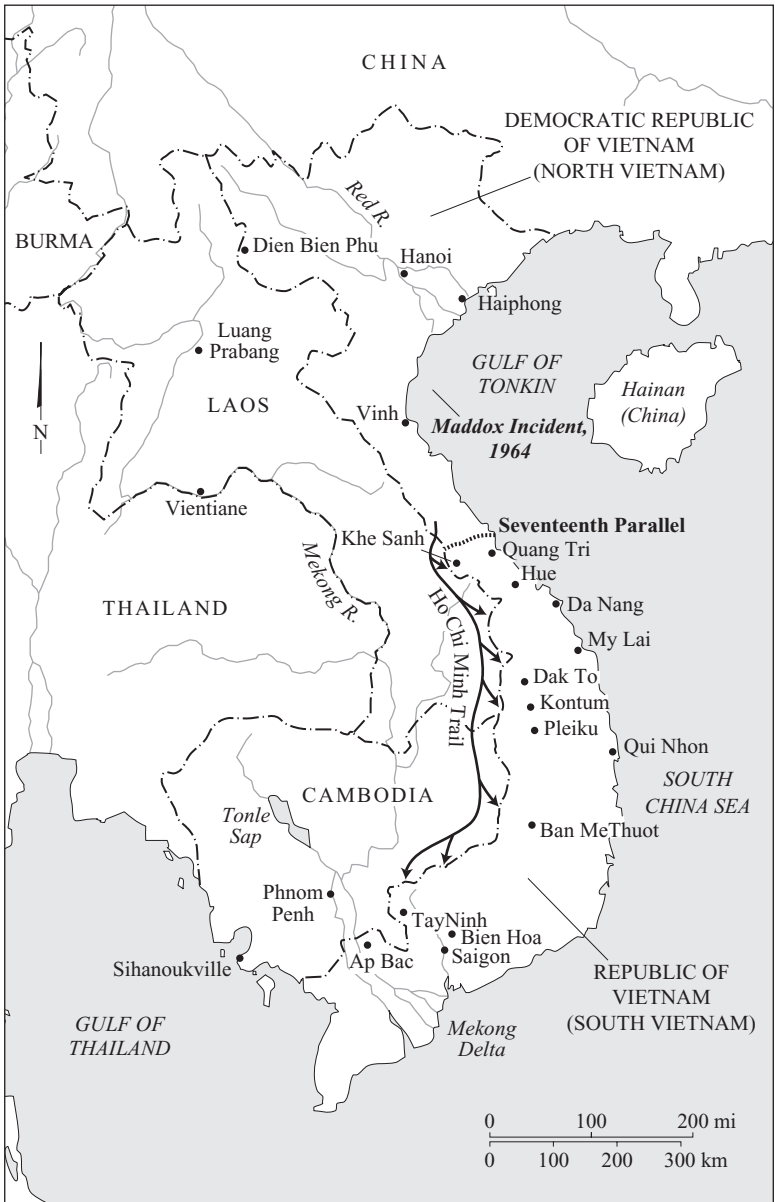 CHINA
DEMOCRATIC REPUBLIC
OF VIETNAM
(NORTH VIETNAM)
Red R.
BURMA
Dien Bien Phu
Hanoi
Haiphong
Luang
Prabang
GULF OF
TONKIN
Hainan
(China)
LAOS
N
Vinh
Maddox Incident,
1964
Vientiane
Seventeenth Parallel
Khe Sanh
Quang Tri
Mekong R.
Hue
THAILAND
Ho Chi Minh Trail
Da Nang
My Lai
Dak To
Kontum
Pleiku
Qui Nhon
SOUTH
CHINA SEA
CAMBODIA
Tonle
Sap
Ban MeThuot
Phnom
Penh
TayNinh
Bien Hoa
Saigon
Ap Bac
Sihanoukville
REPUBLIC OF
VIETNAM
(SOUTH VIETNAM)
GULF OF
THAILAND
Mekong
Delta
0 100 200 mi
0 100 200 300 km